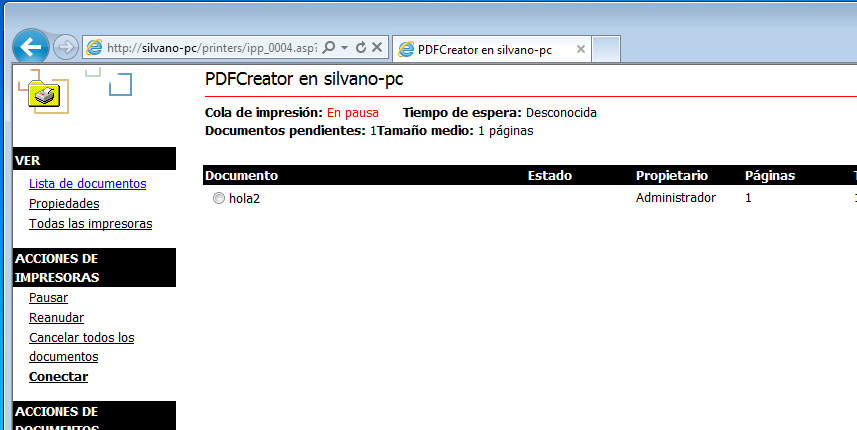 http://silvano-pc/printers/ipp_0004.asp?
PDFCreator en silvano-pc
PDFCreator en silvano-pc
Cola de impresión: En pausa Tiempo de espera: Desconocida
Documentos pendientes: 1Tamaño medio: 1 páginas
VER
Lista de documentos
Propiedades
Todas las impresoras
ACCIONES DE
IMPRESORAS
Pausar
Reanudar
Cancelar todos los
documentos
Conectar
ACCIONES DE
DOCUMENTOS
Documento Estado Propietario Páginas
hola2 Administrador 1